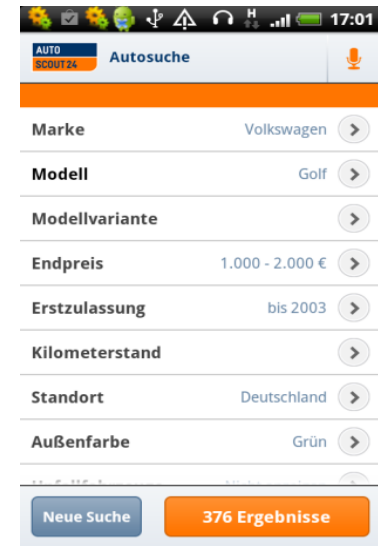 H
17:01
AUTO
SCOUT24
Autosuche
Marke Volkswagen
Modell Golf
Modellvariante
Endpreis 1.000 - 2.000 €
Erstzulassung bis 2003
Kilometerstand
Standort Deutschland
Außenfarbe Grün
Neue Suche 376 Ergebnisse